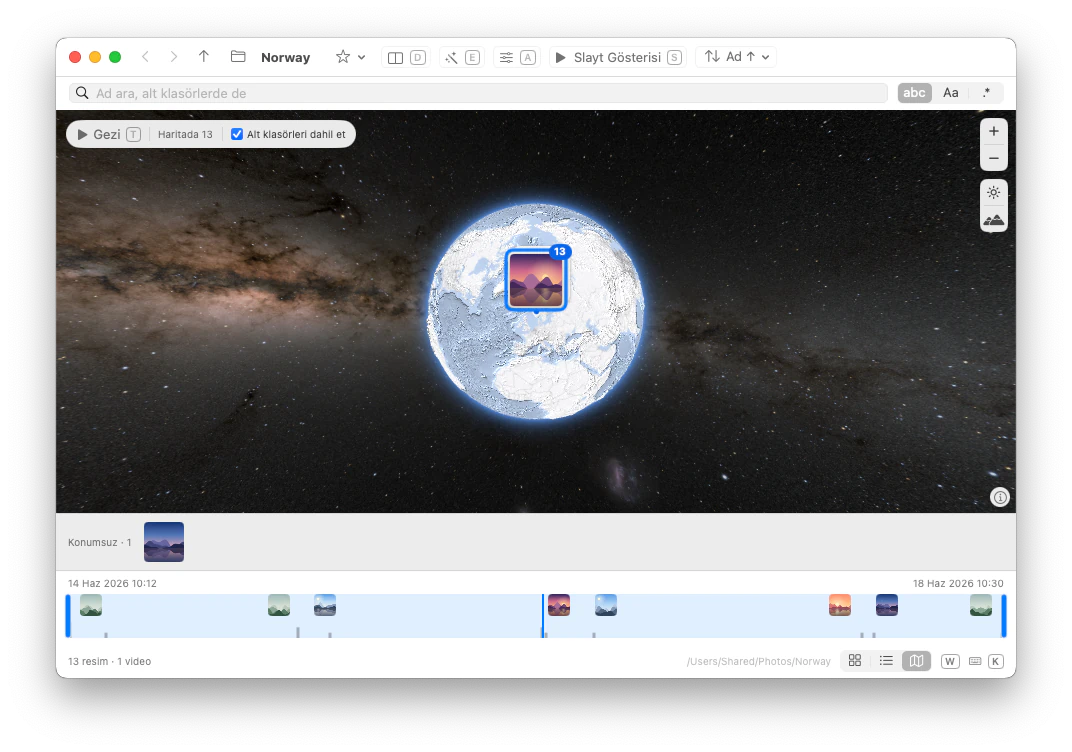 Norway D E A Slayt Gösterisi S Ad ↑
Ad ara, alt klasörlerde de abc Aa .*
Gezi T Haritada 13 Alt klasörleri dahil et + 
−
13
Konumsuz · 1
14 Haz 2026 10:12 18 Haz 2026 10:30
13 resim · 1 video /Users/Shared/Photos/Norway W K